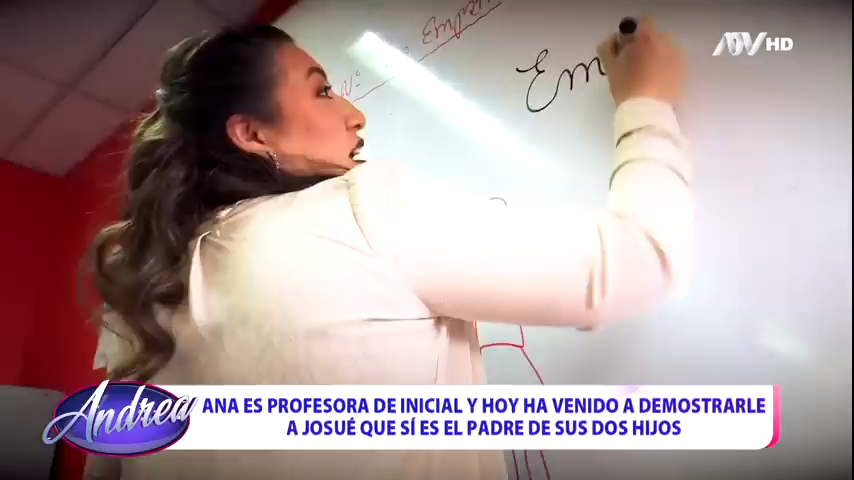 ATV HD
Em
Andrea
ANA ES PROFESORA DE INICIAL Y HOY HA VENIDO A DEMOSTRARLE
A JOSUÉ QUE SÍ ES EL PADRE DE SUS DOS HIJOS